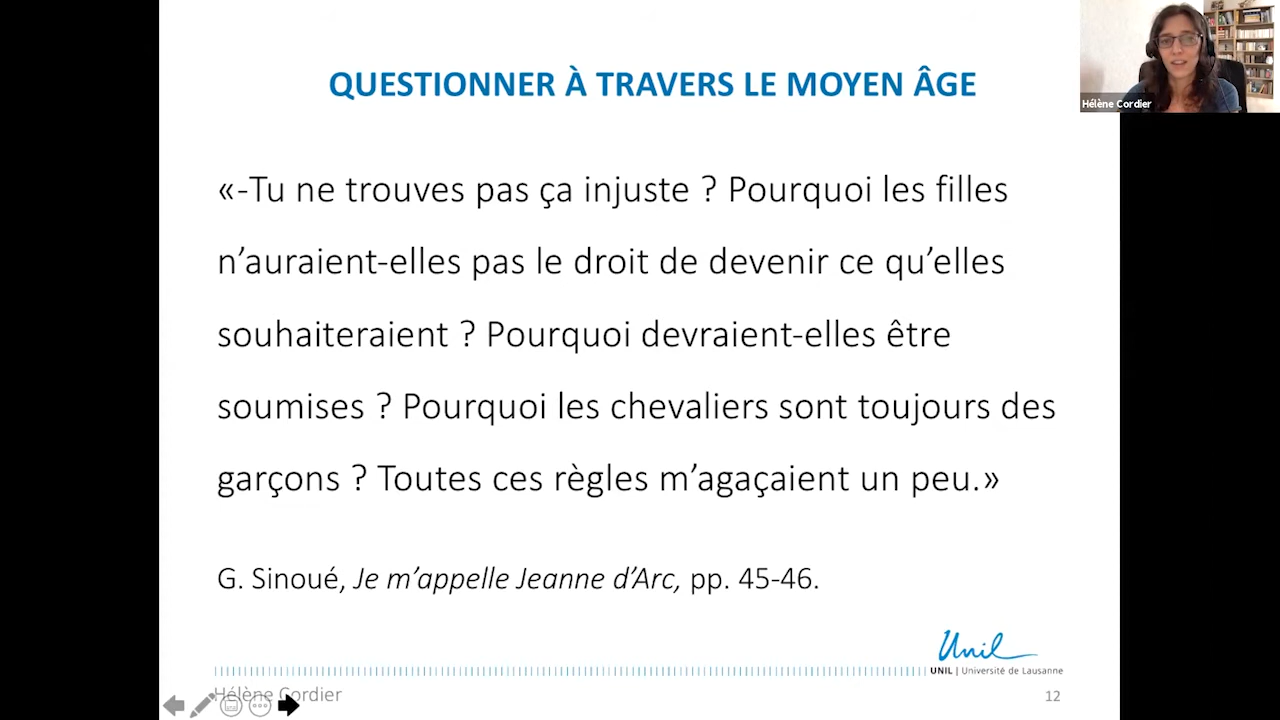 QUESTIONNER À TRAVERS LE MOYEN ÂGE
Hélène Cordier
«-Tu ne trouves pas ça injuste ? Pourquoi les filles
n’auraient-elles pas le droit de devenir ce qu’elles
souhaiteraient ? Pourquoi devraient-elles être
soumises ? Pourquoi les chevaliers sont toujours des
garçons ? Toutes ces règles m’agaçaient un peu.»
G. Sinoué, Je m’appelle Jeanne d’Arc, pp. 45-46.
Unil
UNIL | Université de Lausanne
Hélène Cordier
12